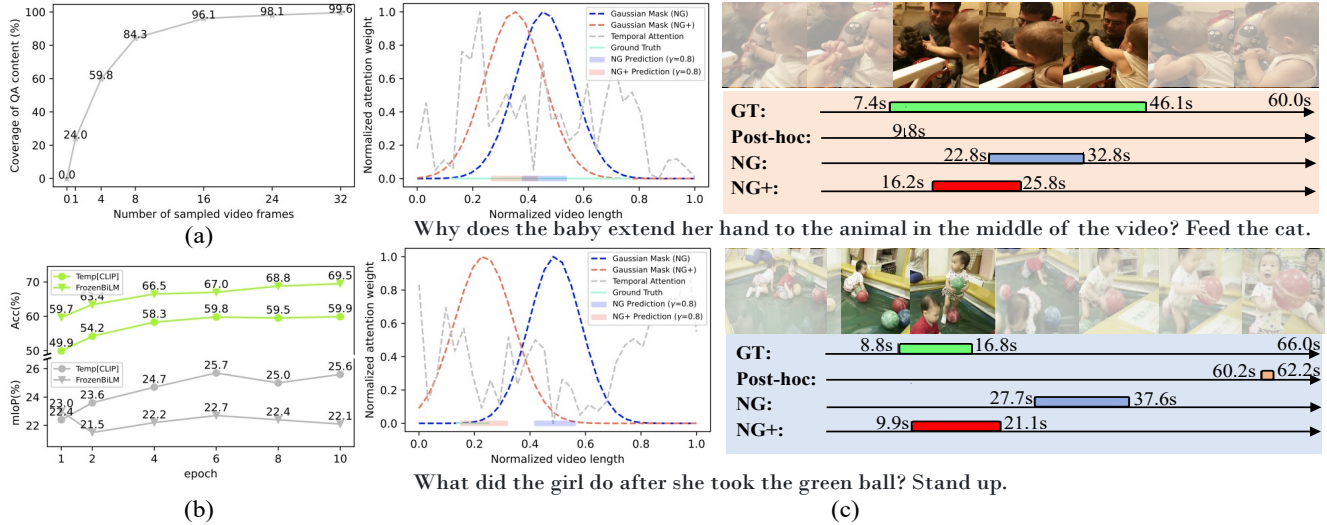 100
80
60
40
20
0
Coverage of QA content (%)
0.0
24.0
59.8
84.3
96.1
98.1
99.6
0 1 4 8 16 24 32
Number of sampled video frames
(a)
1.0
0.8
0.6
0.4
0.2
0.0
Normalized attention weight
Gaussian Mask (NG)
Gaussian Mask (NG+)
Temporal Attention
Ground Truth
NG Prediction (γ=0.8)
NG+ Prediction (γ=0.8)
0.0 0.2 0.4 0.6 0.8 1.0
Normalized video length
GT: 7.4s 46.1s 60.0s
Post-hoc: 9.8s
NG: 22.8s 32.8s
NG+: 16.2s 25.8s
Why does the baby extend her hand to the animal in the middle of the video? Feed the cat.
Acc(%)
70
60
50
Temp[CLIP]
FrozenBiLM
59.7 63.4 66.5 67.0 68.8 69.5
49.9 54.2 58.3 59.8 59.5 59.9
mIoP(%)
26
24
22
Temp[CLIP]
FrozenBiLM
22.4 23.6 24.7 25.7 25.0 25.6
23.0 21.5 22.2 22.7 22.4 22.1
1 2 4 6 8 10
epoch
(b)
1.0
0.8
0.6
0.4
0.2
0.0
Normalized attention weight
Gaussian Mask (NG)
Gaussian Mask (NG+)
Temporal Attention
Ground Truth
NG Prediction (γ=0.8)
NG+ Prediction (γ=0.8)
0.0 0.2 0.4 0.6 0.8 1.0
Normalized video length
GT: 8.8s 16.8s 66.0s
Post-hoc: 60.2s 62.2s
NG: 27.7s 37.6s
NG+: 9.9s 21.1s
What did the girl do after she took the green ball? Stand up.
(c)